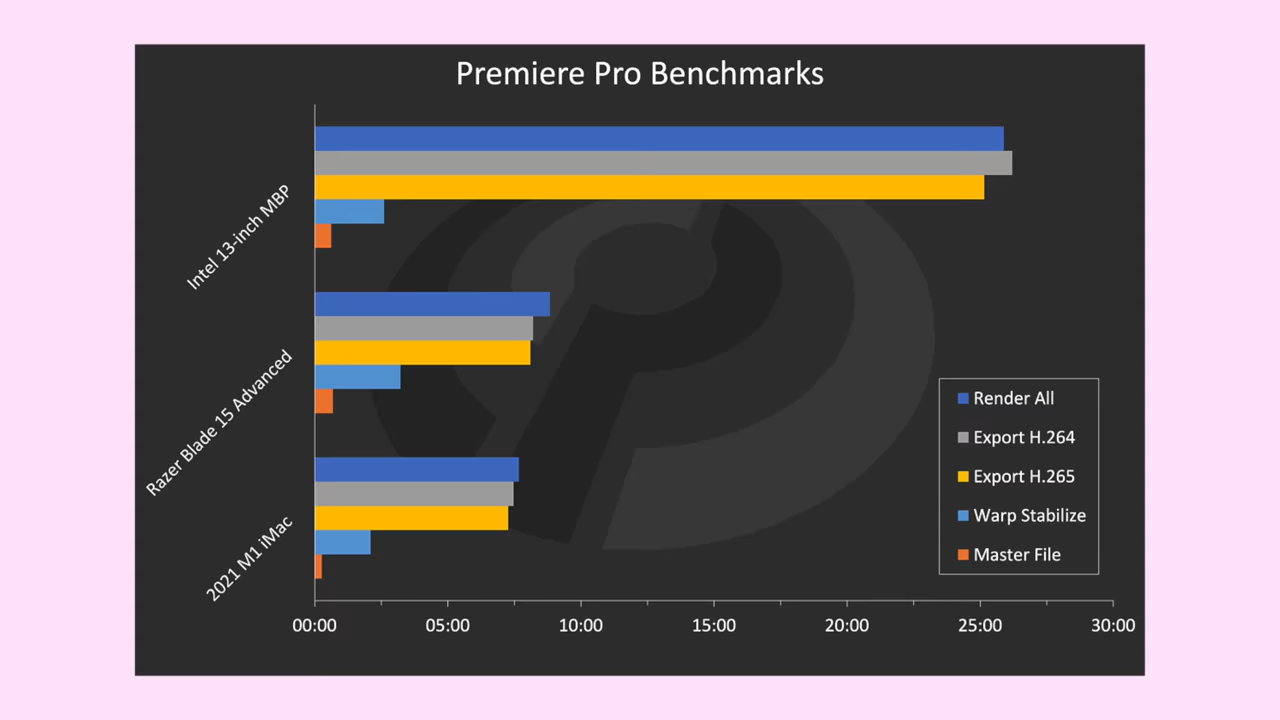 Premiere Pro Benchmarks
Intel 13-inch MBP
Razer Blade 15 Advanced
2021 M1 iMac
Render All
Export H.264
Export H.265
Warp Stabilize
Master File
00:00 05:00 10:00 15:00 20:00 25:00 30:00